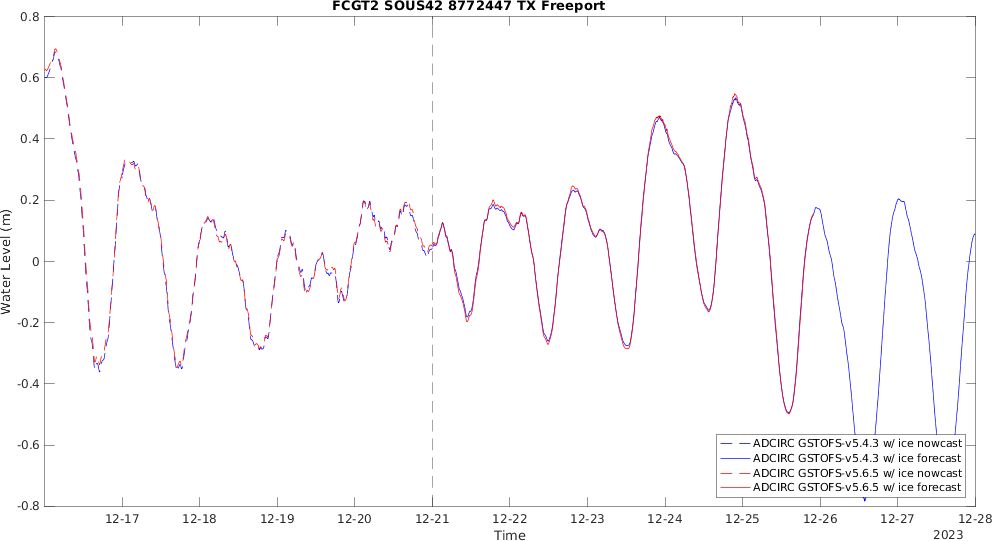 FCGT2 SOUS42 8772447 TX Freeport
Water Level (m)
0.8
0.6
0.4
0.2
0
-0.2
-0.4
-0.6
-0.8
ADCIRC GSTOFS-v5.4.3 w/ ice nowcast
ADCIRC GSTOFS-v5.4.3 w/ ice forecast
ADCIRC GSTOFS-v5.6.5 w/ ice nowcast
ADCIRC GSTOFS-v5.6.5 w/ ice forecast
12-17 12-18 12-19 12-20 12-21 12-22 12-23 12-24 12-25 12-26 12-27 12-28
Time
2023